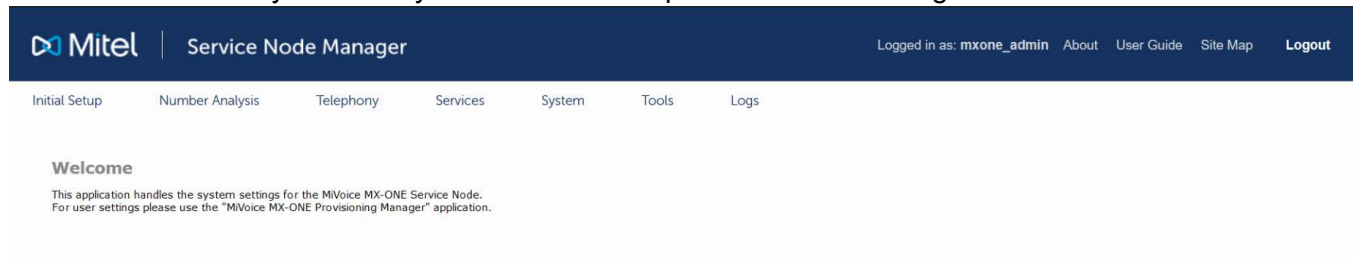 Mitel Service Node Manager Logged in as: mxone_admin About User Guide Site Map Logout
Initial Setup Number Analysis Telephony Services System Tools Logs
Welcome
This application handles the system settings for the MiVoice MX-ONE Service Node.
For user settings please use the "MiVoice MX-ONE Provisioning Manager" application.